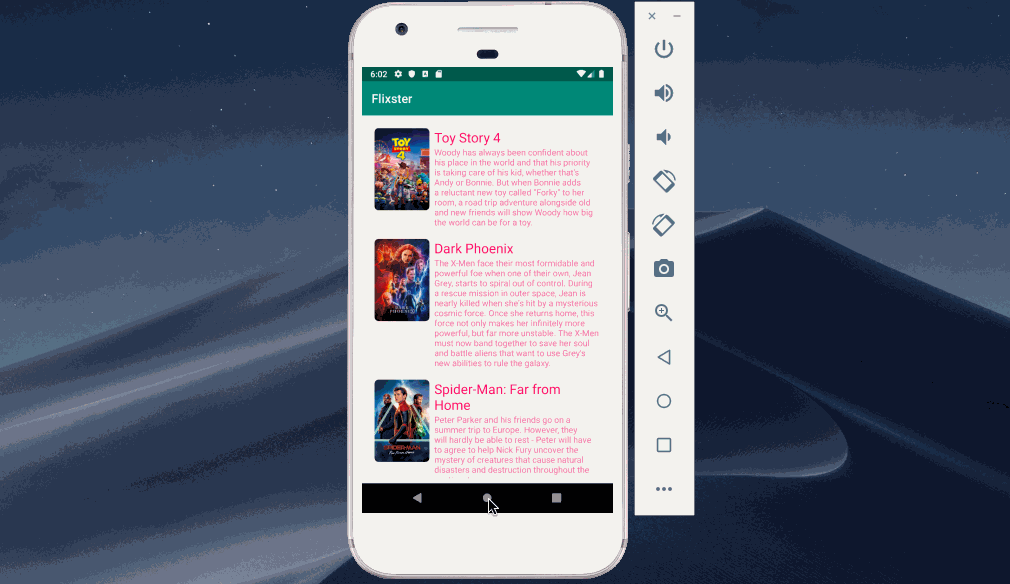 6:02
Flixster
TOY
STORY
4
Toy Story 4
Woody has always been confident about
his place in the world and that his priority
is taking care of his kid, whether that's
Andy or Bonnie. But when Bonnie adds
a reluctant new toy called "Forky" to her
room, a road trip adventure alongside old
and new friends will show Woody how big
the world can be for a toy.
DARK
PHOENIX
Dark Phoenix
The X-Men face their most formidable and
powerful foe when one of their own, Jean
Grey, starts to spiral out of control. During
a rescue mission in outer space, Jean is
nearly killed when she's hit by a mysterious
cosmic force. Once she returns home, this
force not only makes her infinitely more
powerful, but far more unstable. The X-Men
must now band together to save her soul
and battle aliens that want to use Grey's
new abilities to rule the galaxy.
SPIDER-MAN
Spider-Man: Far from
Home
Peter Parker and his friends go on a
summer trip to Europe. However, they
will hardly be able to rest - Peter will have
to agree to help Nick Fury uncover the
mystery of creatures that cause natural
disasters and destruction throughout the